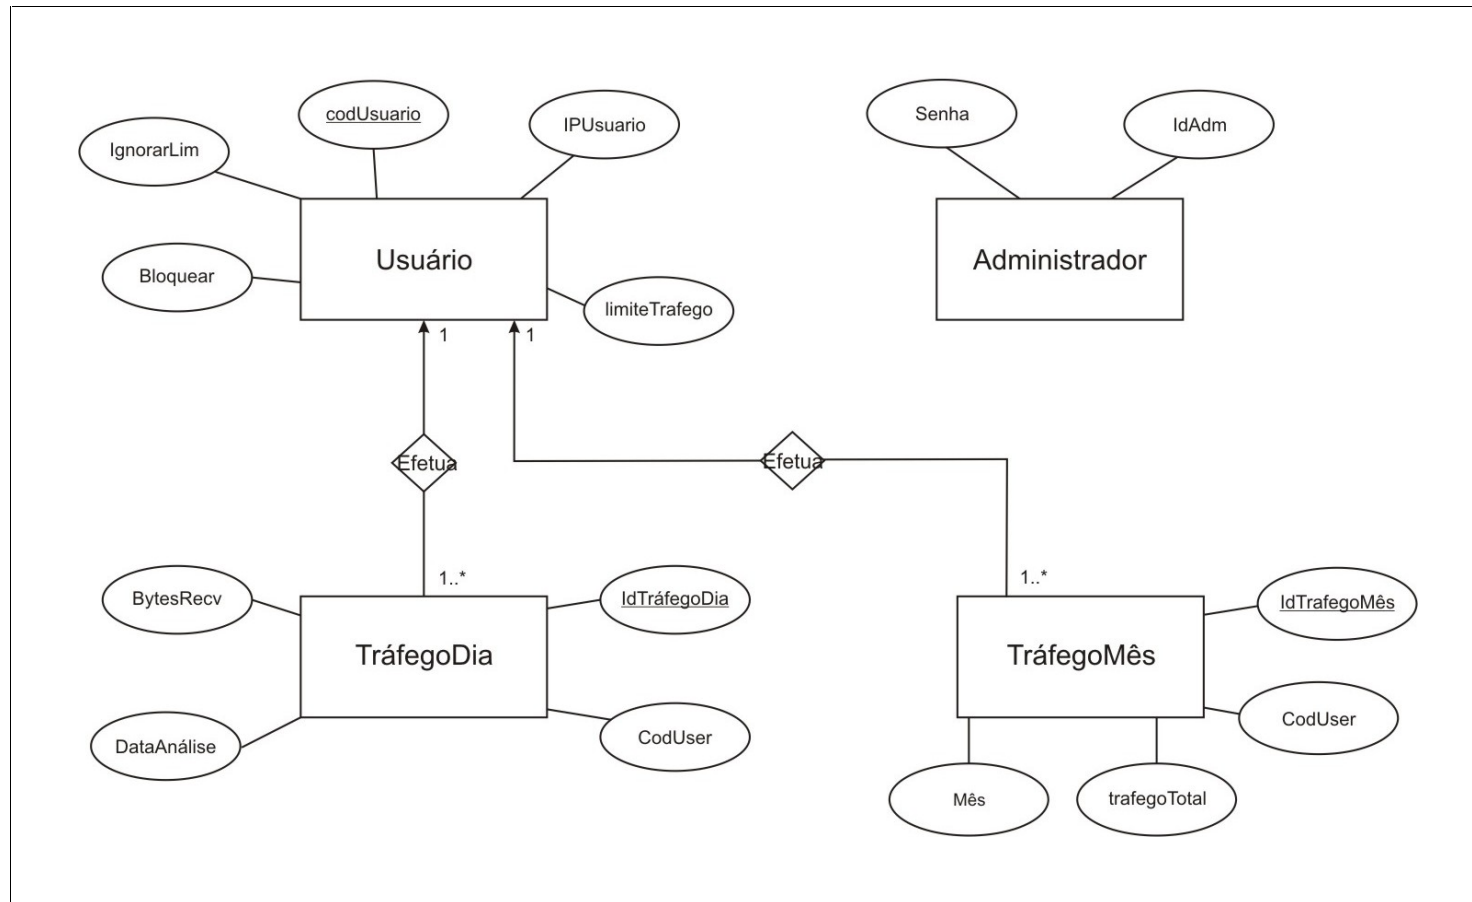 codUsuario
IPUsuario
IgnorarLim
Senha
IdAdm
Usuário
Bloquear
limiteTrafego
Administrador
1
1
Efetua
Efetua
1..*
1..*
BytesRecv
IdTráfegoDia
IdTrafegoMês
TráfegoDia
TráfegoMês
DataAnálise
CodUser
CodUser
Mês
trafegoTotal